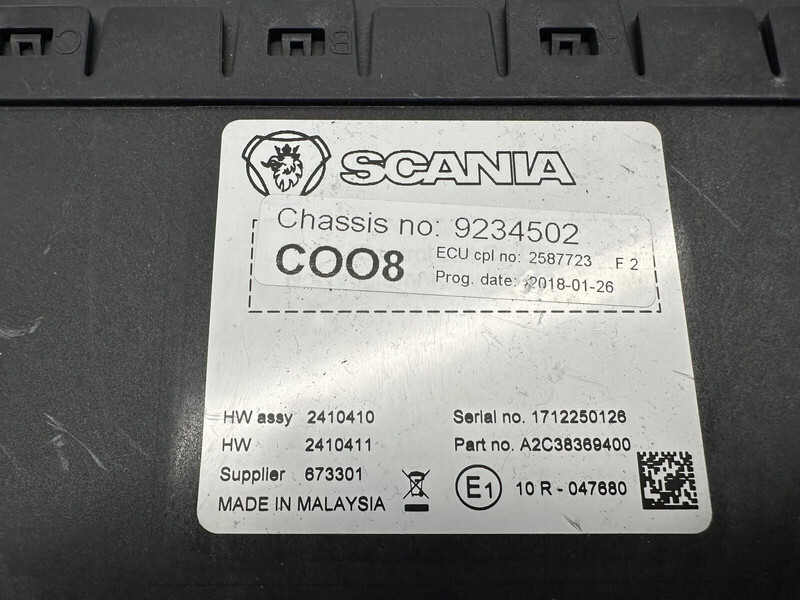 C B A
SCANIA
Chassis no: 9234502
COO8 ECU cpl no: 2587723 F 2
Prog. date: 2018-01-26
HW assy 2410410 Serial no. 1712250126
HW 2410411 Part no. A2C38369400
Supplier 673301
MADE IN MALAYSIA E1 10 R - 047680